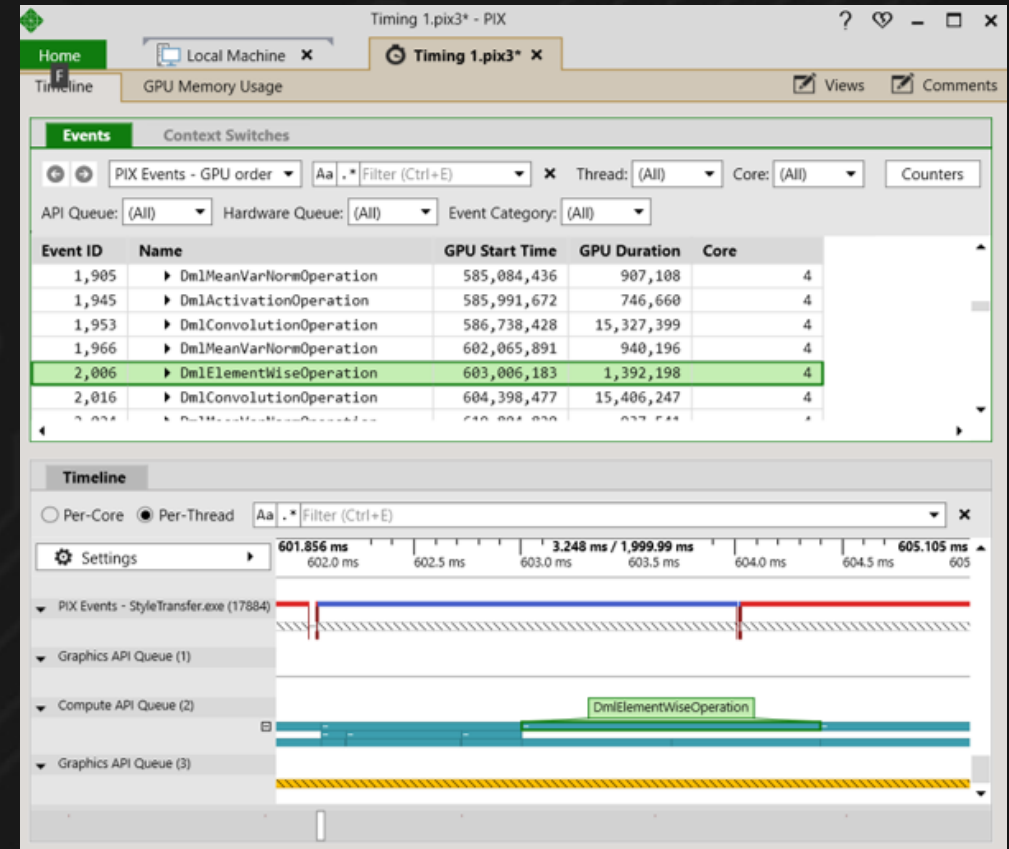 Timing 1.pix3* - PIX ?
Home Local Machine Timing 1.pix3*
F
Timeline GPU Memory Usage Views Comments
Events Context Switches
PIX Events - GPU order Aa .* Filter (Ctrl+E) Thread: (All) Core: (All) Counters
API Queue: (All) Hardware Queue: (All) Event Category: (All)
Event ID Name GPU Start Time GPU Duration Core
1,905 DmlMeanVarNormOperation 585,084,436 907,108 4
1,945 DmlActivationOperation 585,991,672 746,660 4
1,953 DmlConvolutionOperation 586,738,428 15,327,399 4
1,966 DmlMeanVarNormOperation 602,065,891 940,196 4
2,006 DmlElementWiseOperation 603,006,183 1,392,198 4
2,016 DmlConvolutionOperation 604,398,477 15,406,247 4
Timeline
Per-Core Per-Thread Aa .* Filter (Ctrl+E)
Settings
601.856 ms 3.248 ms / 1,999.99 ms 605.105 ms
602.0 ms 602.5 ms 603.0 ms 603.5 ms 604.0 ms 604.5 ms 605
PIX Events - StyleTransfer.exe (17884)
Graphics API Queue (1)
Compute API Queue (2)
DmlElementWiseOperation
Graphics API Queue (3)